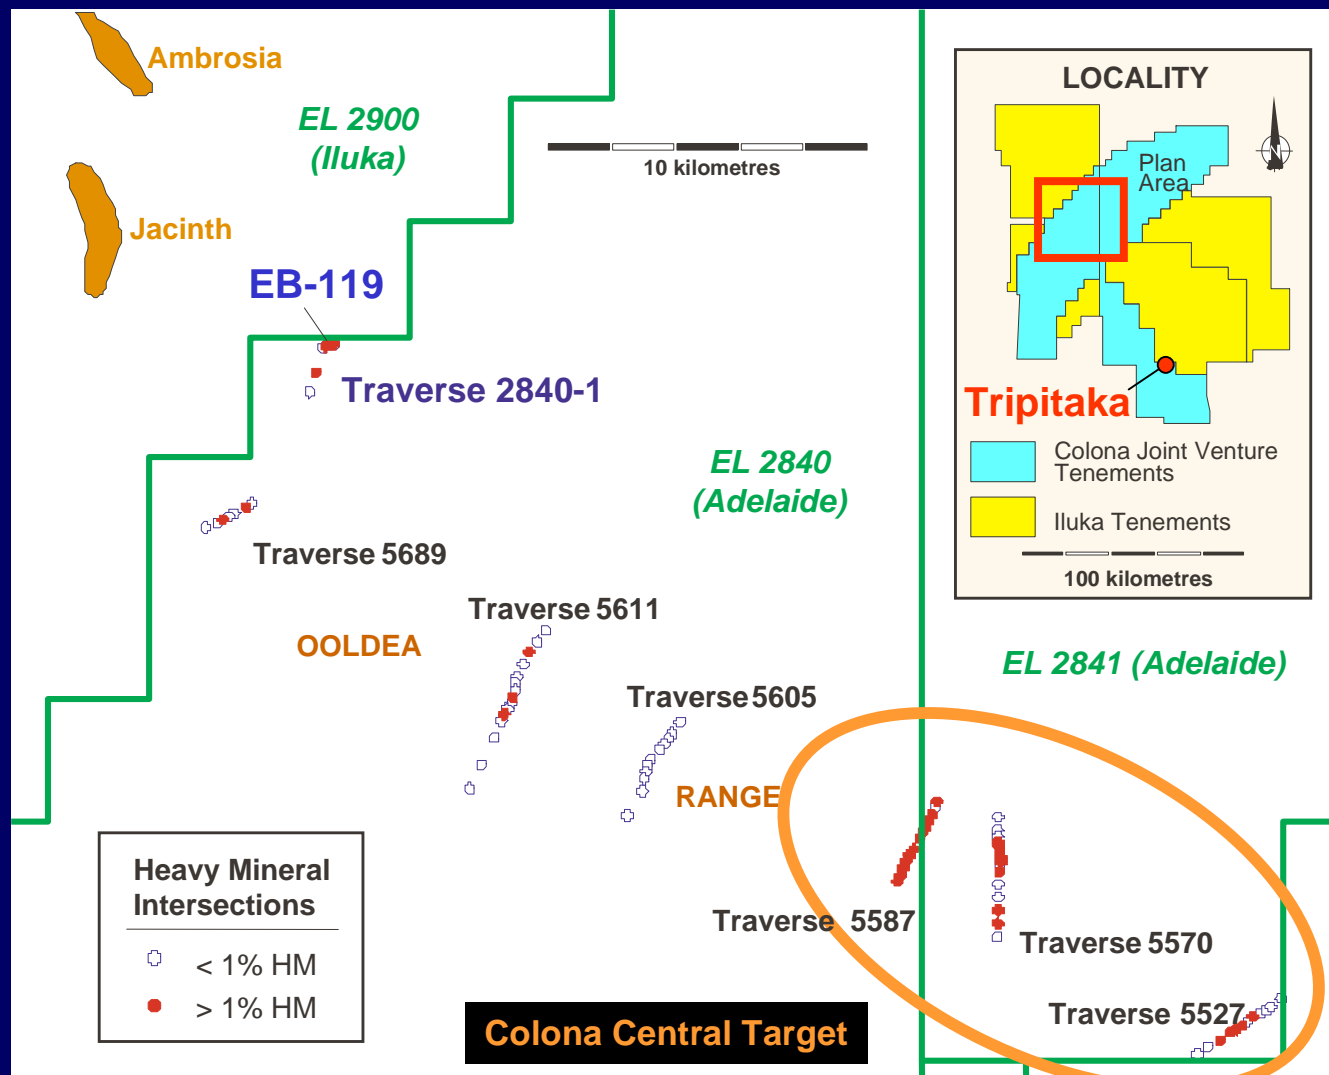 Ambrosia
EL 2900
(Iluka)
10 kilometres
Jacinth
EB-119
Traverse 2840-1
LOCALITY
Plan
Area
N
Tripitaka
Colona Joint Venture
Tenements
Iluka Tenements
100 kilometres
EL 2840
(Adelaide)
Traverse 5689
Traverse 5611
OOLDEA
EL 2841 (Adelaide)
Traverse 5605
RANGE
Heavy Mineral
Intersections
< 1% HM
> 1% HM
Traverse 5587
Traverse 5570
Traverse 5527
Colona Central Target